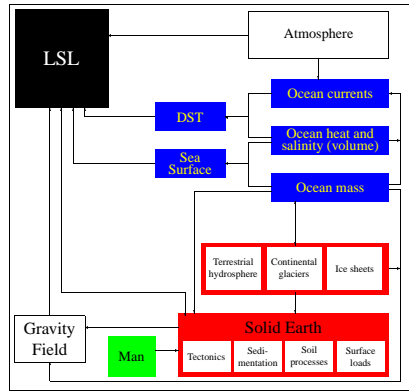 LSL
Atmosphere
Ocean currents
DST
Ocean heat and
salinity (volume)
Sea
Surface
Ocean mass
Terrestrial
hydrosphere
Continental
glaciers
Ice sheets
Solid Earth
Gravity
Field
Man
Tectonics
Sedi-
mentation
Soil
processes
Surface
loads